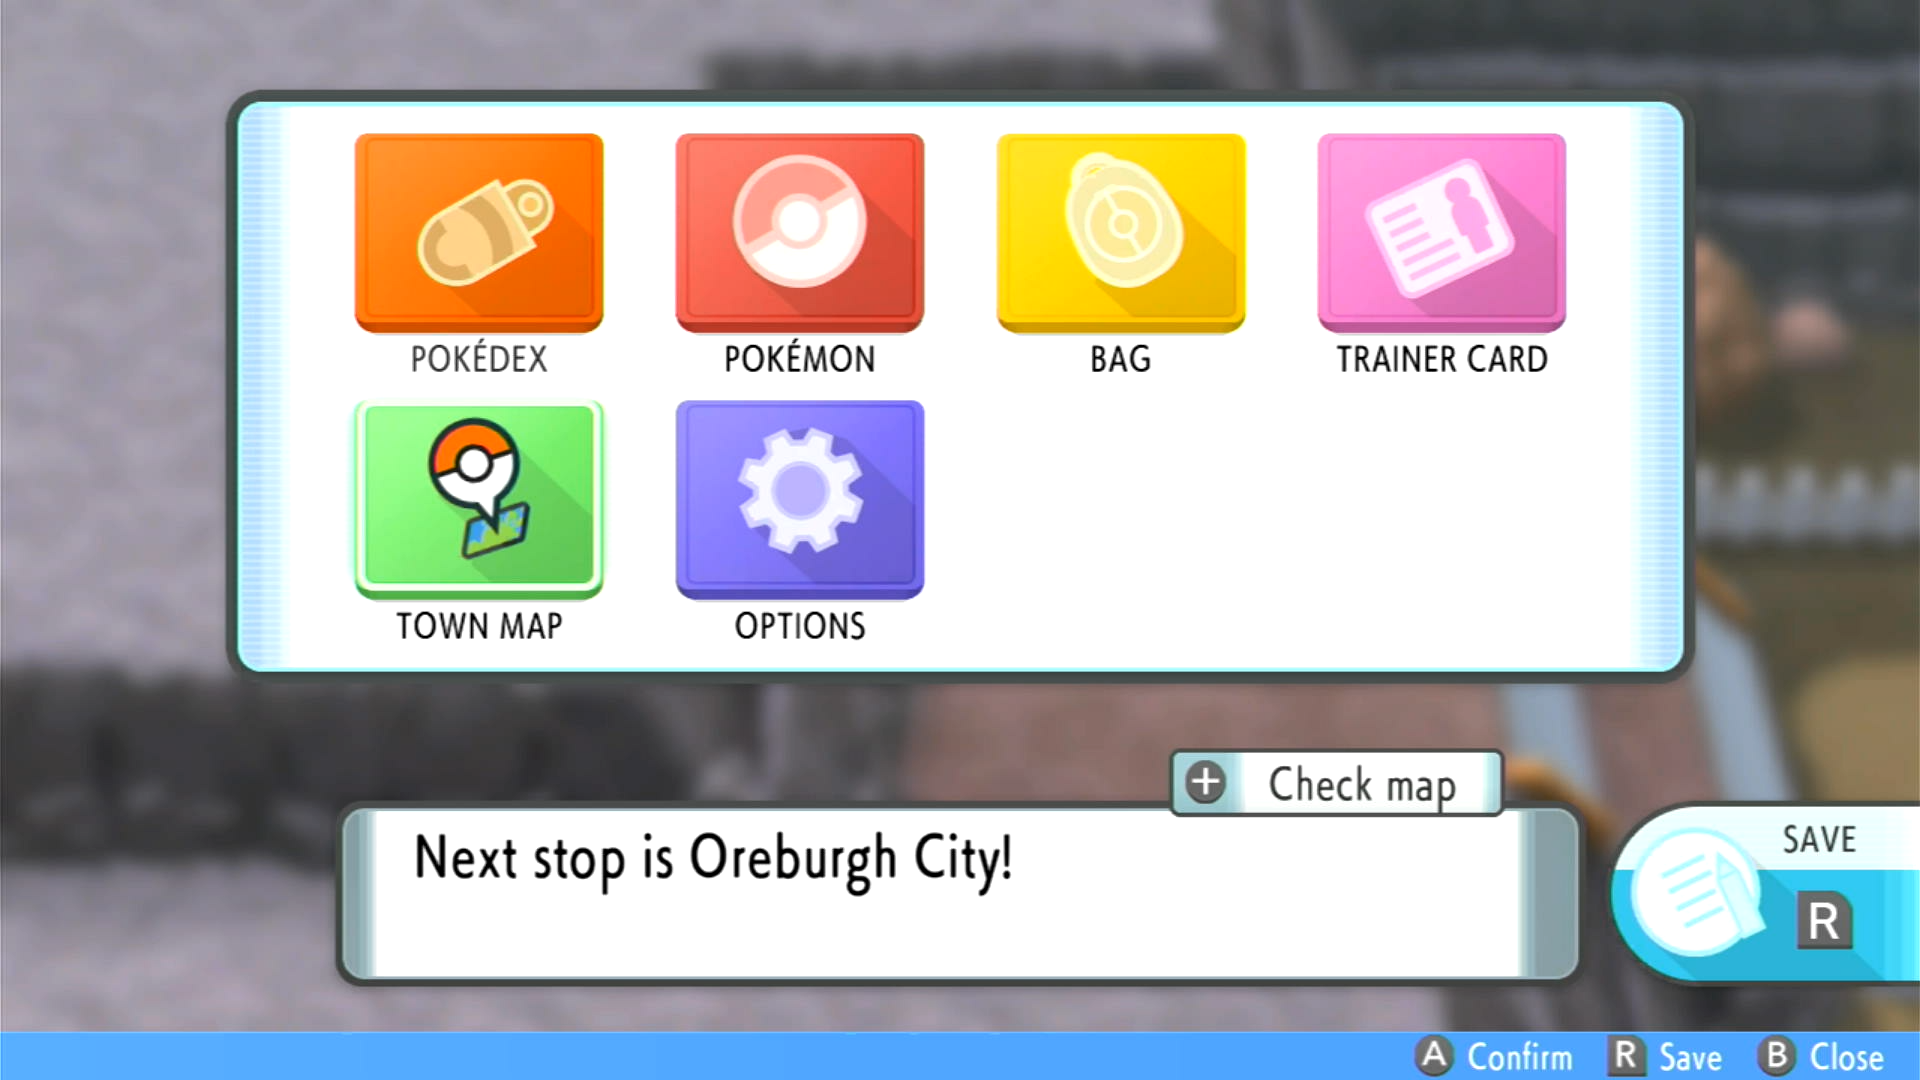 POKÉDEX
POKÉMON
BAG
TRAINER CARD
TOWN MAP
OPTIONS
+ Check map
Next stop is Oreburgh City!
SAVE
R
A Confirm R Save B Close